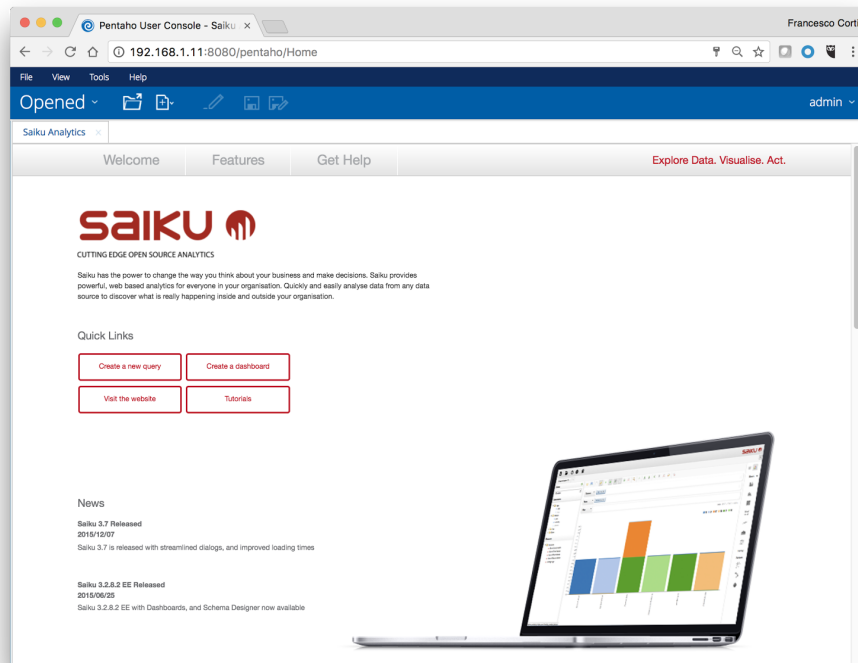 Pentaho User Console - Saiku
Francesco Corti
192.168.1.11:8080/pentaho/Home
File View Tools Help
Opened
admin
Saiku Analytics
Welcome Features Get Help Explore Data. Visualise. Act.
saiku
CUTTING EDGE OPEN SOURCE ANALYTICS
Saiku has the power to change the way you think about your business and make decisions. Saiku provides
powerful, web based analytics for everyone in your organisation. Quickly and easily analyse data from any data
source to discover what is really happening inside and outside your organisation.
Quick Links
Create a new query Create a dashboard
Visit the website Tutorials
News
Saiku 3.7 Released
2015/12/07
Saiku 3.7 is released with streamlined dialogs, and improved loading times
Saiku 3.2.8.2 EE Released
2015/06/25
Saiku 3.2.8.2 EE with Dashboards, and Schema Designer now available
saiku